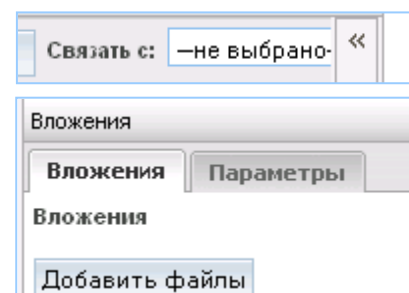 Связать с: —не выбрано- «
Вложения
Вложения Параметры
Вложения
Добавить файлы